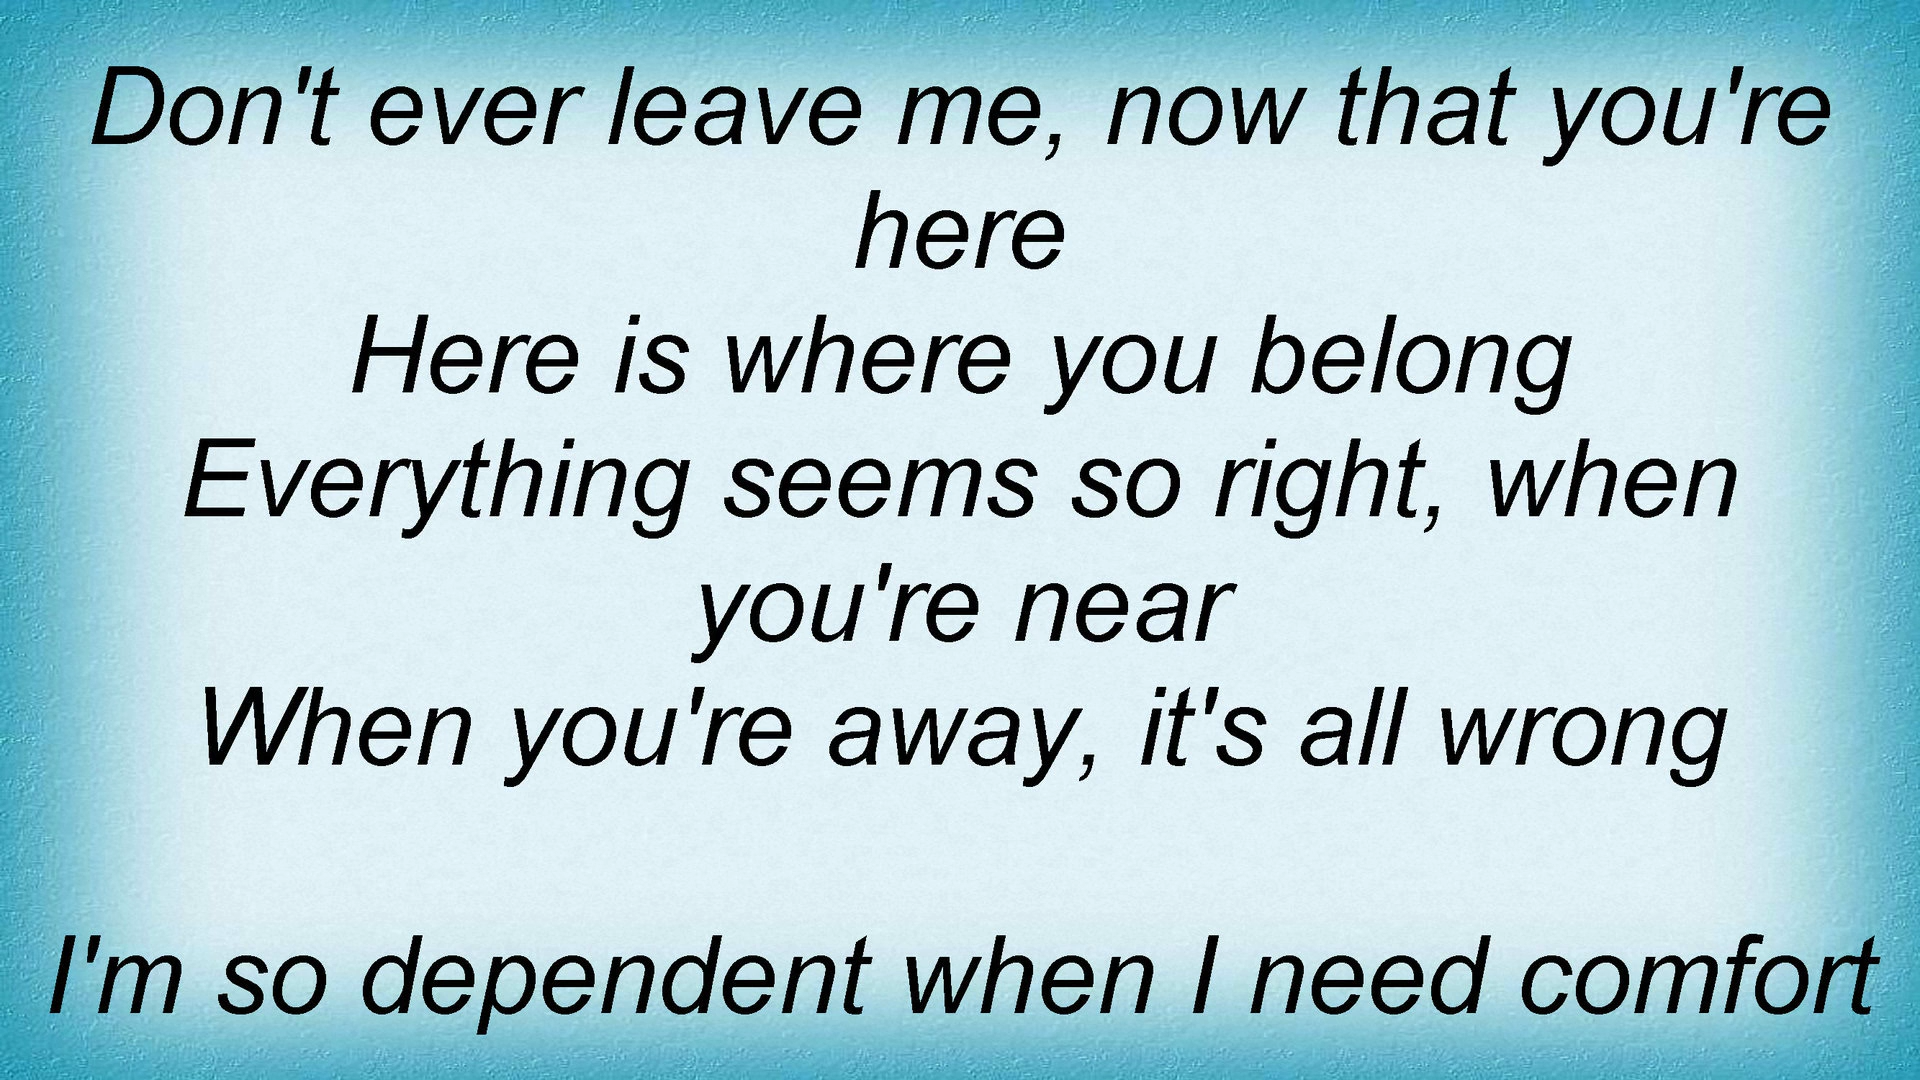 Don't ever leave me, now that you're
here
Here is where you belong
Everything seems so right, when
you're near
When you're away, it's all wrong
I'm so dependent when I need comfort